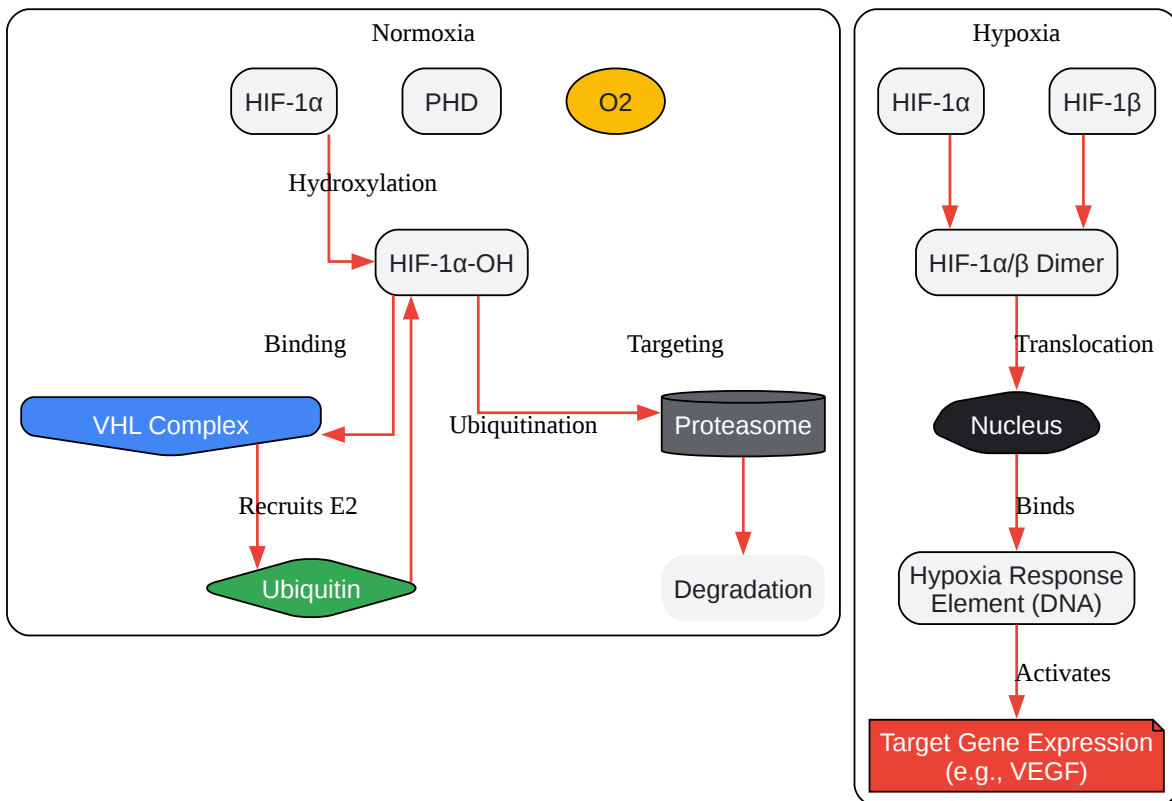 Normoxia
HIF-1α
PHD
O2
Hydroxylation
HIF-1α-OH
Binding
Targeting
VHL Complex
Ubiquitination
Proteasome
Recruits E2
Ubiquitin
Degradation
Hypoxia
HIF-1α
HIF-1β
HIF-1α/β Dimer
Translocation
Nucleus
Binds
Hypoxia Response
Element (DNA)
Activates
Target Gene Expression
(e.g., VEGF)